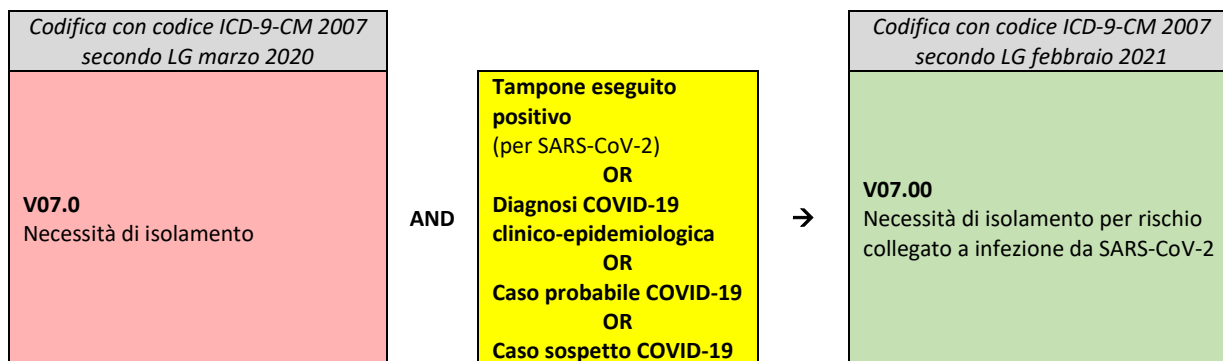 Codifica con codice ICD-9-CM 2007
secondo LG marzo 2020
V07.0
Necessità di isolamento
AND
Tampone eseguito
positivo
(per SARS-CoV-2)
OR
Diagnosi COVID-19
clinico-epidemiologica
OR
Caso probabile COVID-19
OR
Caso sospetto COVID-19
→
Codifica con codice ICD-9-CM 2007
secondo LG febbraio 2021
V07.00
Necessità di isolamento per rischio
collegato a infezione da SARS-CoV-2